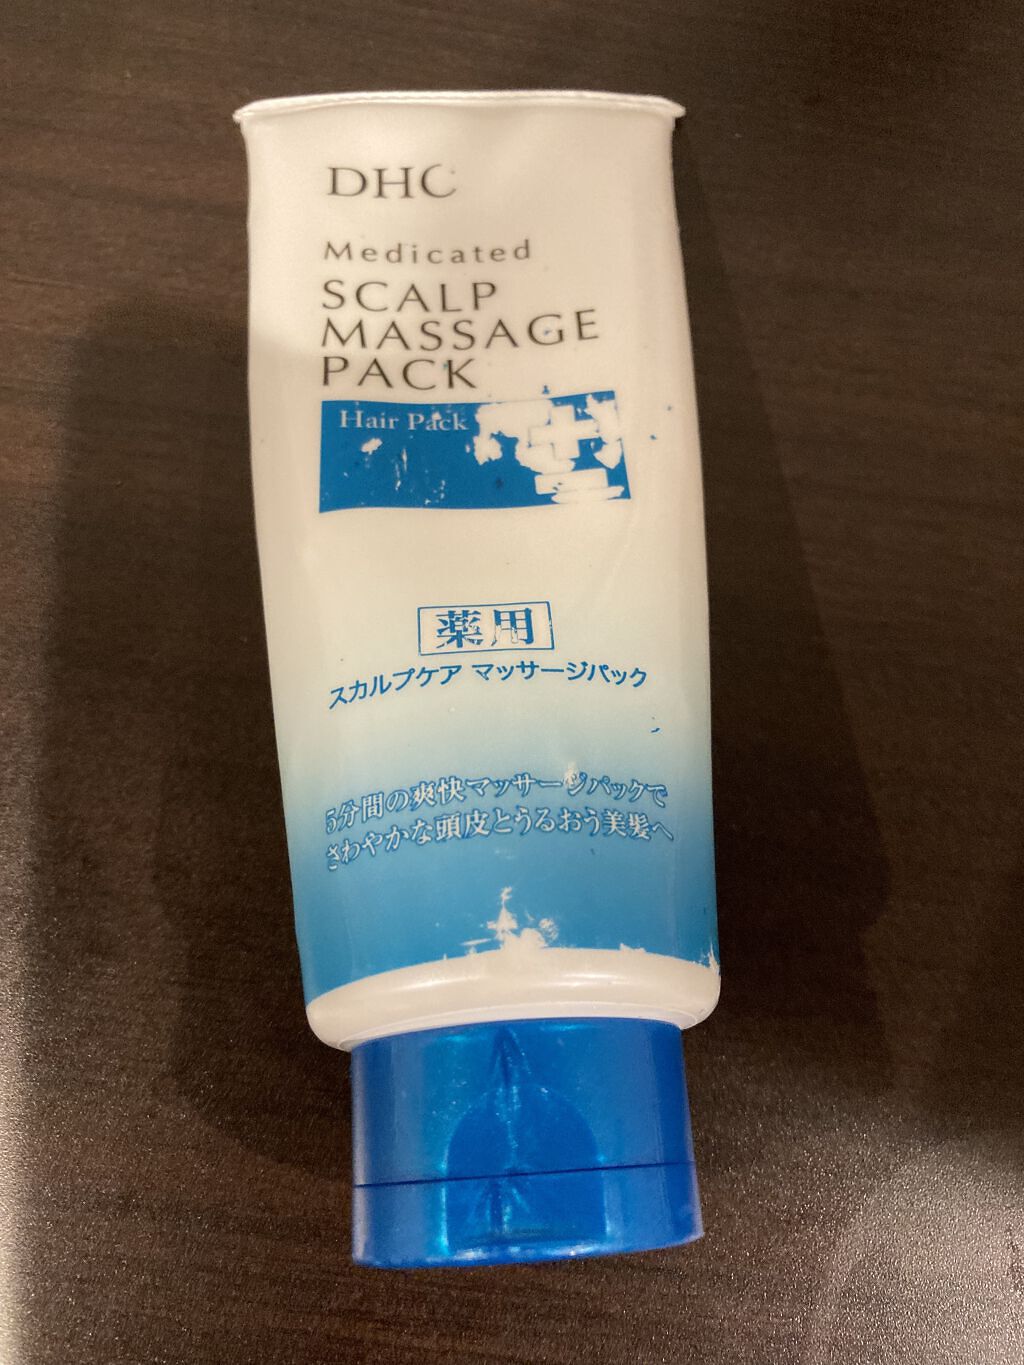 DHC
Medicated
SCALP
MASSAGE
PACK
Hair Pack
薬用
スカルプケア マッサージパック
5分間の爽快マッサージパックで
さわやかな頭皮とうるおう美髪へ